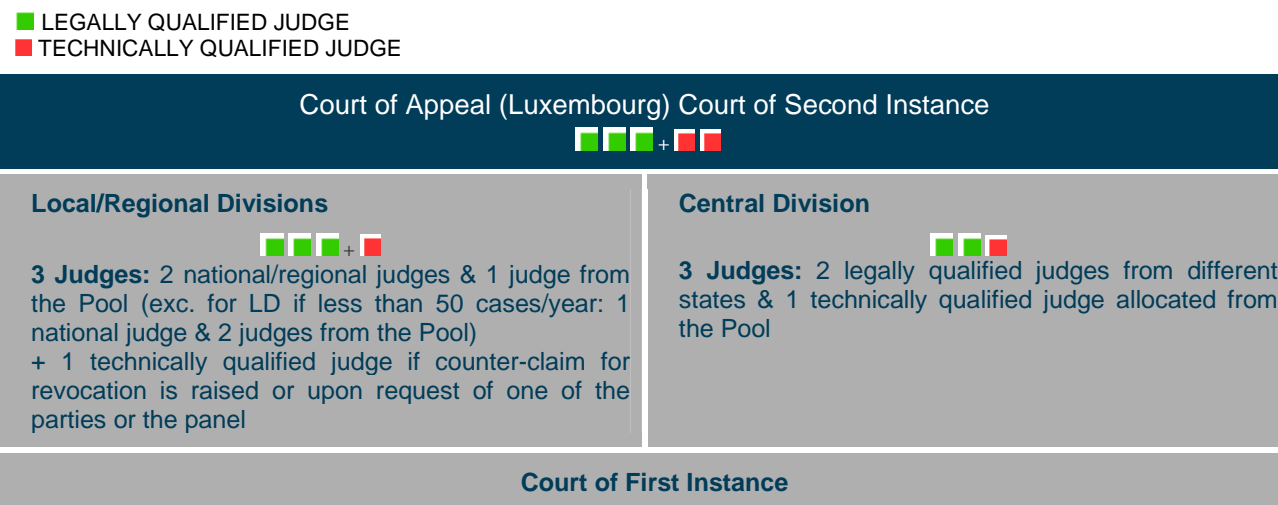 LEGALLY QUALIFIED JUDGE
TECHNICALLY QUALIFIED JUDGE
Court of Appeal (Luxembourg) Court of Second Instance
+
Local/Regional Divisions
+
3 Judges: 2 national/regional judges & 1 judge from
the Pool (exc. for LD if less than 50 cases/year: 1
national judge & 2 judges from the Pool)
+ 1 technically qualified judge if counter-claim for
revocation is raised or upon request of one of the
parties or the panel
Central Division
3 Judges: 2 legally qualified judges from different
states & 1 technically qualified judge allocated from
the Pool
Court of First Instance